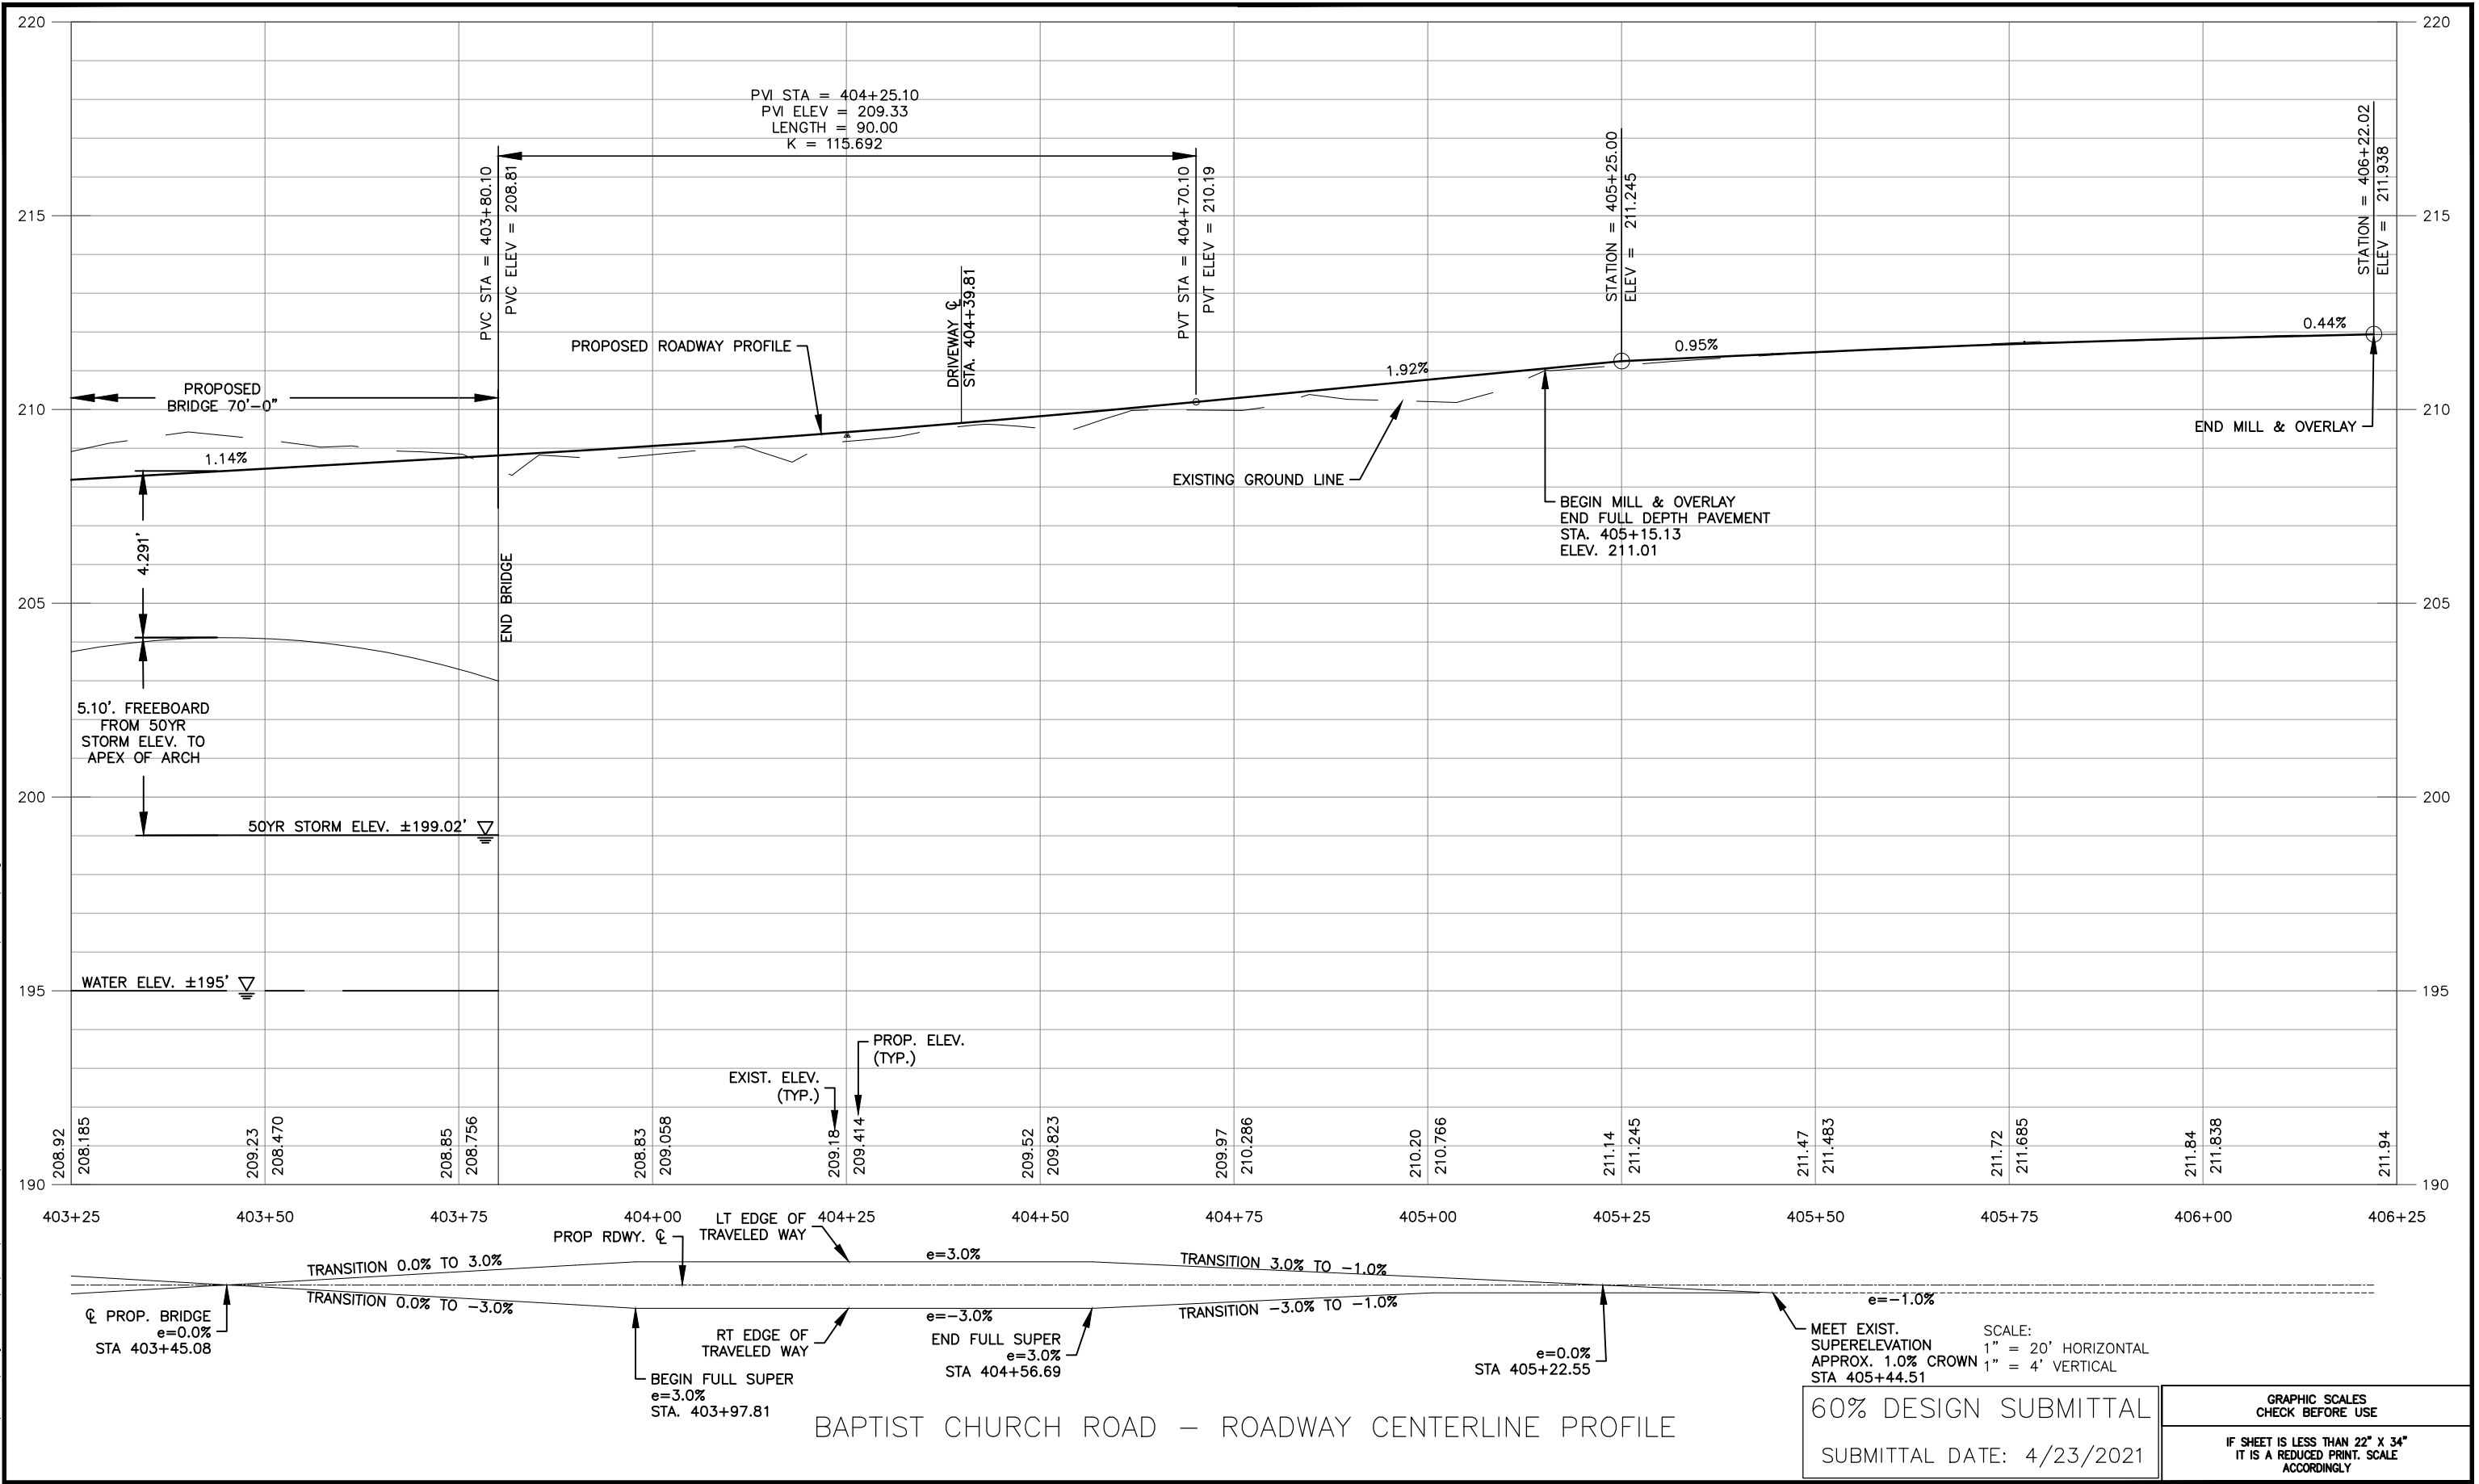 220
220
PVI STA = 404+25.10
PVI ELEV = 209.33
LENGTH = 90.00
K = 115.692
PVC STA = 403+80.10
PVC ELEV = 208.81
PVT STA = 404+70.10
PVT ELEV = 210.19
STATION = 405+25.00
ELEV = 211.245
STATION = 406+22.02
ELEV = 211.938
215
215
DRIVEWAY ℄
STA. 404+39.81
PROPOSED ROADWAY PROFILE
0.95%
0.44%
1.92%
PROPOSED
BRIDGE 70'-0"
210
210
END MILL & OVERLAY
1.14%
EXISTING GROUND LINE
BEGIN MILL & OVERLAY
END FULL DEPTH PAVEMENT
STA. 405+15.13
ELEV. 211.01
4.291'
END BRIDGE
205
205
5.10'. FREEBOARD
FROM 50YR
STORM ELEV. TO
APEX OF ARCH
200
200
50YR STORM ELEV. ±199.02'
WATER ELEV. ±195'
195
195
PROP. ELEV.
(TYP.)
EXIST. ELEV.
(TYP.)
208.92
208.185
209.23
208.470
208.85
208.756
208.83
209.058
209.18
209.414
209.52
209.823
209.97
210.286
210.20
210.766
211.14
211.245
211.47
211.483
211.72
211.685
211.84
211.838
211.94
190
190
403+25 403+50 403+75 404+00 404+25 404+50 404+75 405+00 405+25 405+50 405+75 406+00 406+25
PROP RDWY. ℄
LT EDGE OF
TRAVELED WAY
TRANSITION 0.0% TO 3.0%
e=3.0%
TRANSITION 3.0% TO -1.0%
TRANSITION 0.0% TO -3.0%
e=-3.0%
TRANSITION -3.0% TO -1.0%
e=-1.0%
℄ PROP. BRIDGE
e=0.0%
STA 403+45.08
RT EDGE OF
TRAVELED WAY
END FULL SUPER
e=3.0%
STA 404+56.69
e=0.0%
STA 405+22.55
MEET EXIST.
SUPERELEVATION
APPROX. 1.0% CROWN
STA 405+44.51
SCALE:
1" = 20' HORIZONTAL
1" = 4' VERTICAL
BEGIN FULL SUPER
e=3.0%
STA. 403+97.81
BAPTIST CHURCH ROAD - ROADWAY CENTERLINE PROFILE
60% DESIGN SUBMITTAL
SUBMITTAL DATE: 4/23/2021
GRAPHIC SCALES
CHECK BEFORE USE
IF SHEET IS LESS THAN 22" X 34"
IT IS A REDUCED PRINT. SCALE
ACCORDINGLY